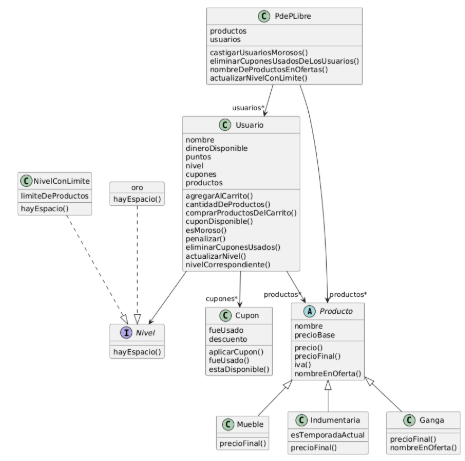 C PdePLibre
productos
usuarios
castigarUsuariosMorosos()
eliminarCuponesUsadosDeLosUsuarios()
nombreDeProductosEnOfertas()
actualizarNivelConLimite()
usuarios*
C Usuario
nombre
dineroDisponible
puntos
nivel
cupones
productos
agregarAlCarrito()
cantidadDeProductos()
comprarProductosDelCarrito()
cuponDisponible()
esMoroso()
penalizar()
eliminarCuponesUsados()
actualizarNivel()
nivelCorrespondiente()
C NivelConLimite
limiteDeProductos
hayEspacio()
oro
hayEspacio()
cupones*
productos*
productos*
I Nivel
hayEspacio()
C Cupon
fueUsado
descuento
aplicarCupon()
fueUsado()
estaDisponible()
A Producto
nombre
precioBase
precio()
precioFinal()
iva()
nombreEnOferta()
C Mueble
precioFinal()
C Indumentaria
esTemporadaActual
precioFinal()
C Ganga
precioFinal()
nombreEnOferta()